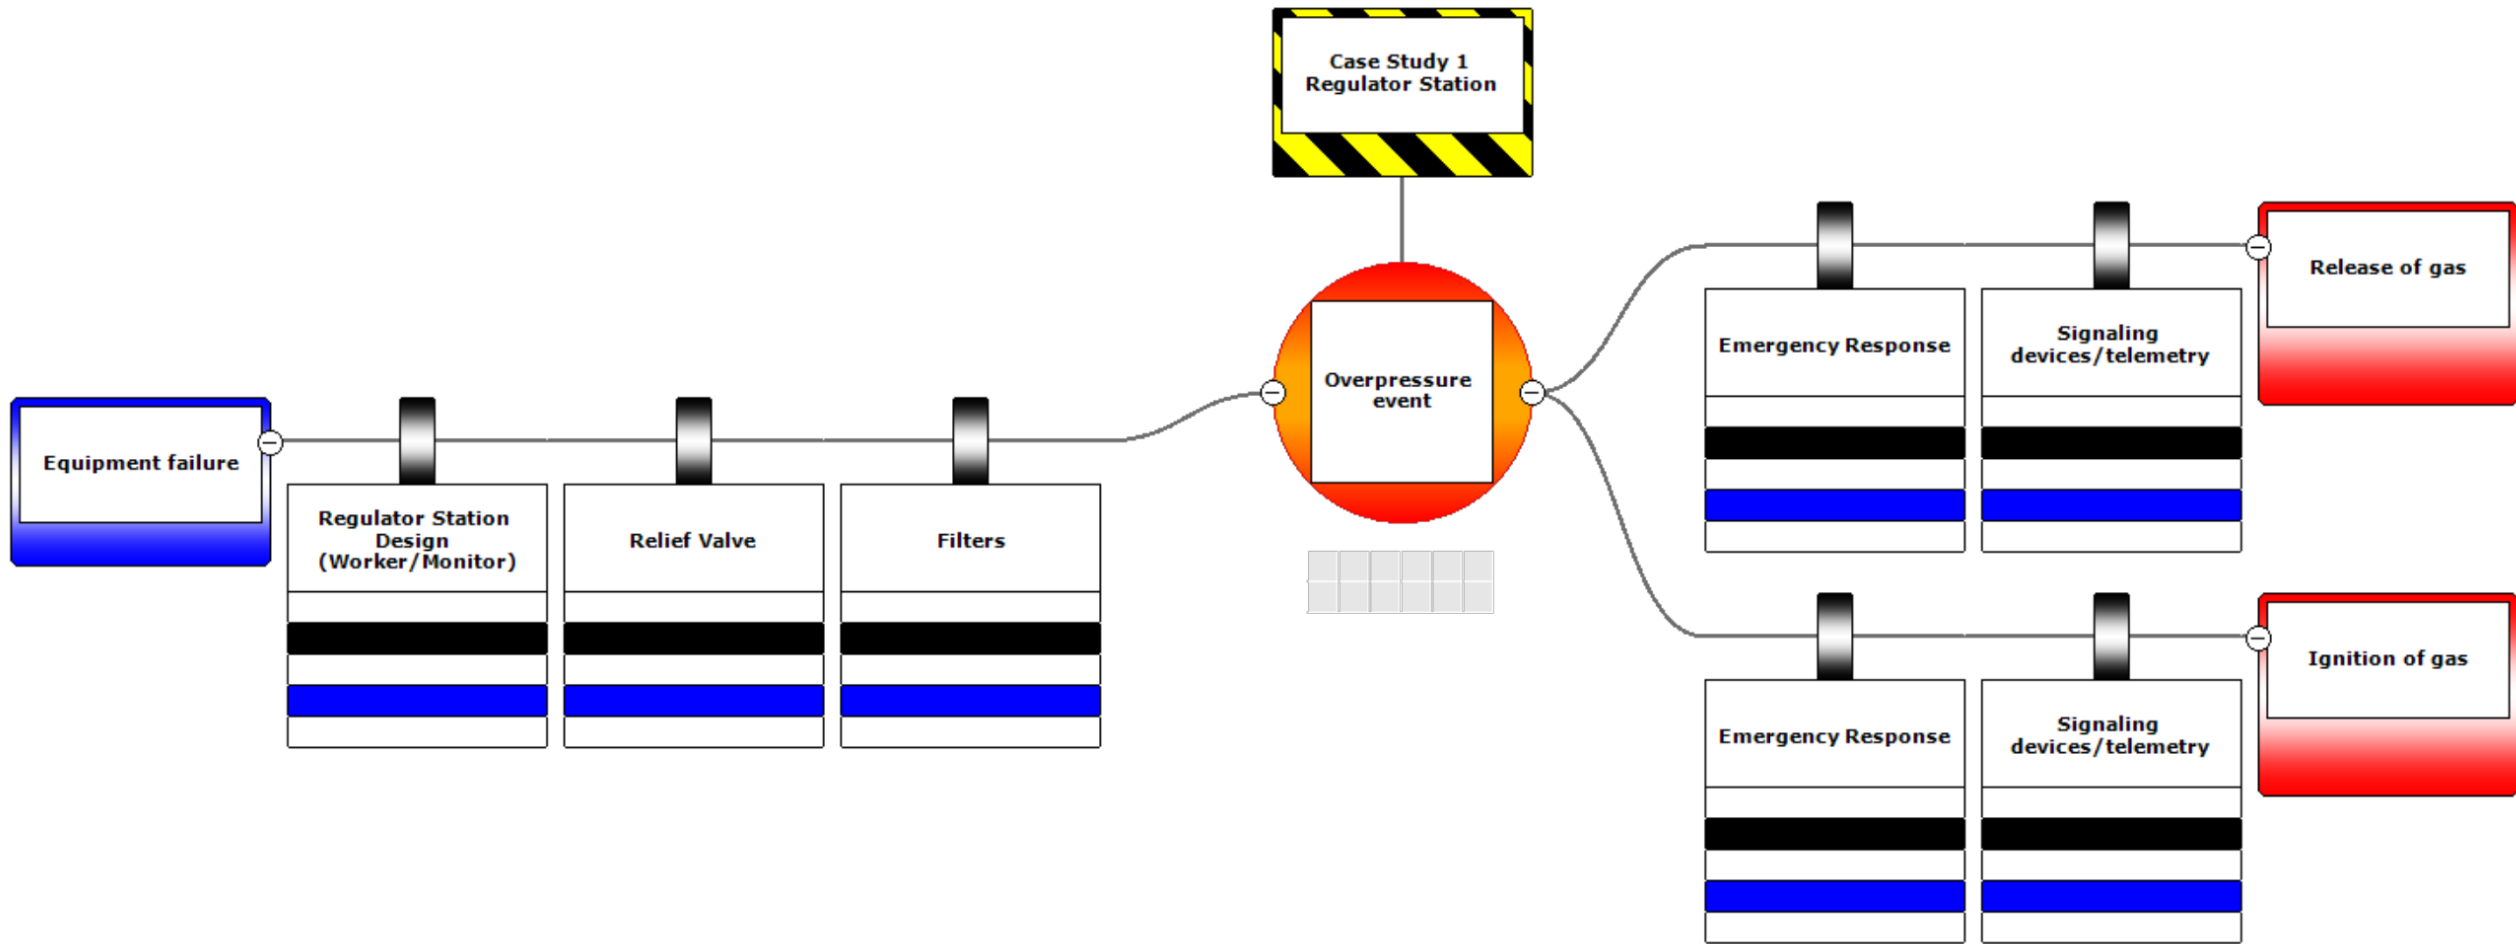 Case Study 1
Regulator Station
Equipment failure
Regulator Station
Design
(Worker/Monitor)
Relief Valve
Filters
Overpressure
event
Emergency Response
Signaling
devices/telemetry
Release of gas
Emergency Response
Signaling
devices/telemetry
Ignition of gas